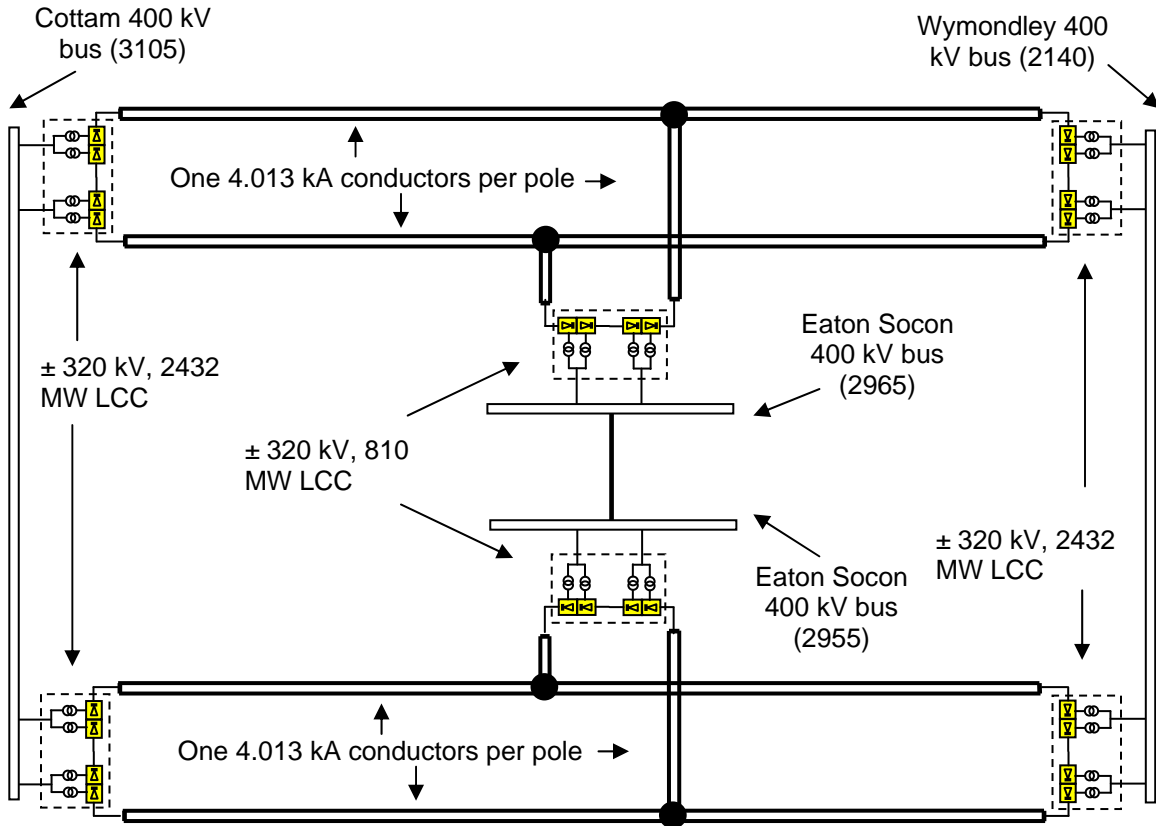 Cottam 400 kV
bus (3105)
Wymondley 400
kV bus (2140)
One 4.013 kA conductors per pole
± 320 kV, 2432
MW LCC
Eaton Socon
400 kV bus
(2965)
± 320 kV, 810
MW LCC
± 320 kV, 2432
MW LCC
Eaton Socon
400 kV bus
(2955)
One 4.013 kA conductors per pole